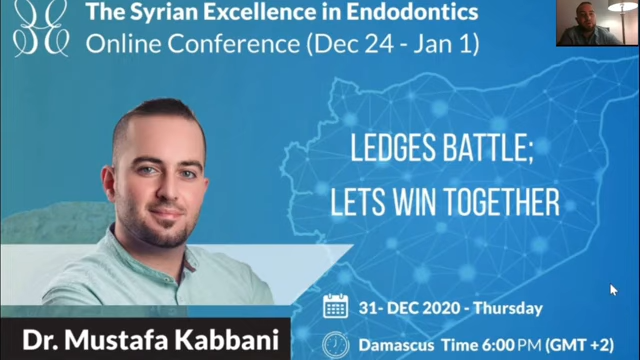 The Syrian Excellence in Endodontics
Online Conference (Dec 24 - Jan 1)
LEDGES BATTLE;
LETS WIN TOGETHER
31- DEC 2020 - Thursday
Damascus Time 6:00 PM (GMT +2)
Dr. Mustafa Kabbani